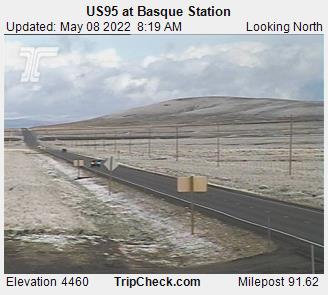 US95 at Basque Station
Updated: May 08 2022 8:19 AM Looking North
Elevation 4460 TripCheck.com Milepost 91.62